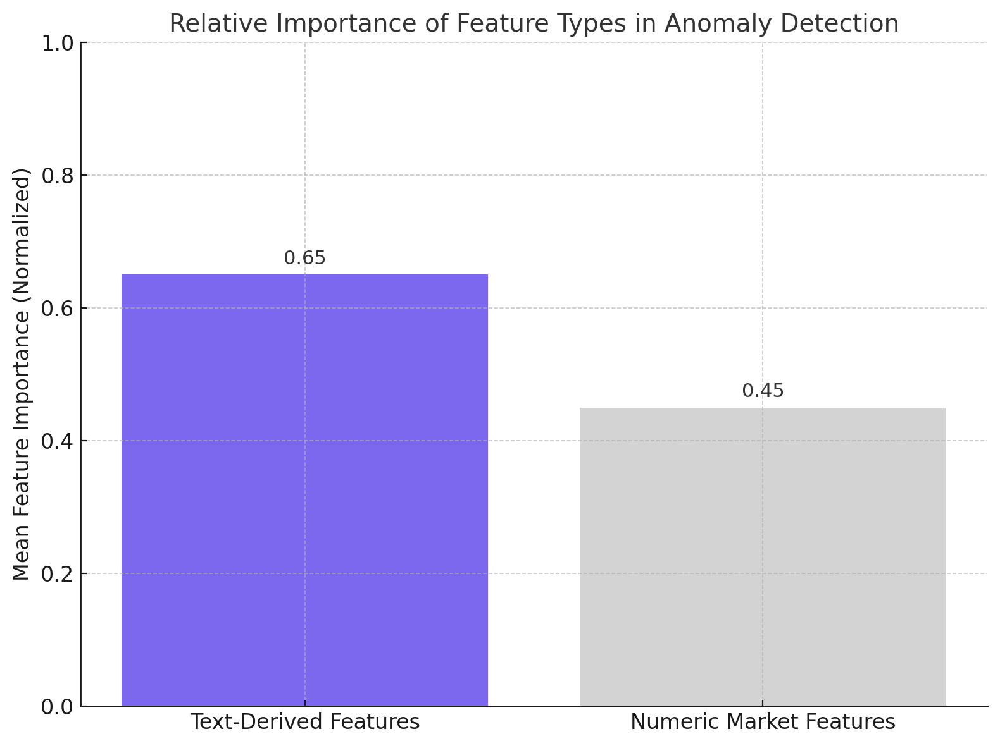 Relative Importance of Feature Types in Anomaly Detection
Mean Feature Importance (Normalized)
1.0
0.8
0.6
0.4
0.2
0.0
0.65
0.45
Text-Derived Features
Numeric Market Features